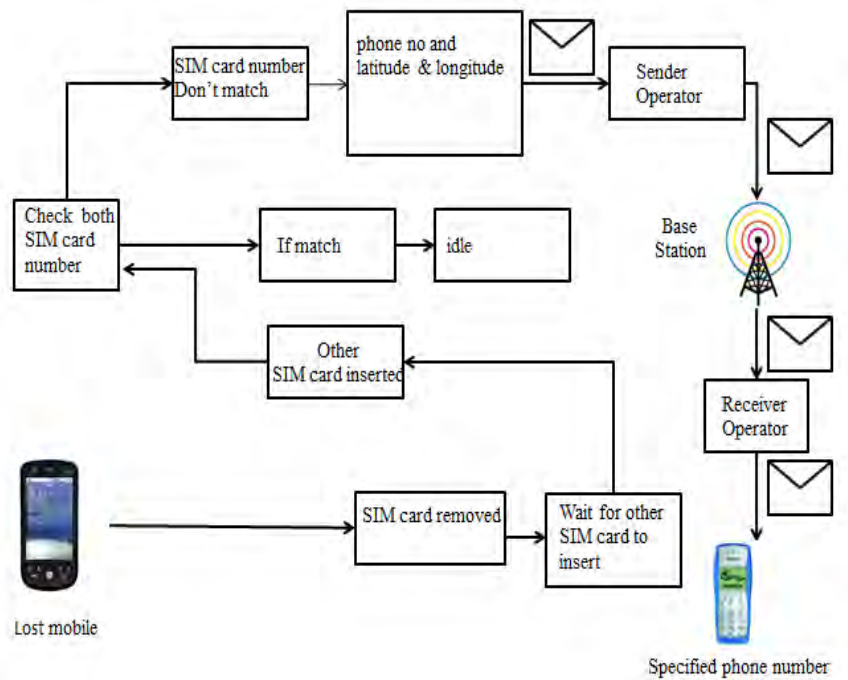 SIM card number
Don't match
phone no and
latitude & longitude
Sender
Operator
Check both
SIM card
number
If match
idle
Base
Station
Other
SIM card inserted
Receiver
Operator
SIM card removed
Wait for other
SIM card to
insert
Lost mobile
Specified phone number